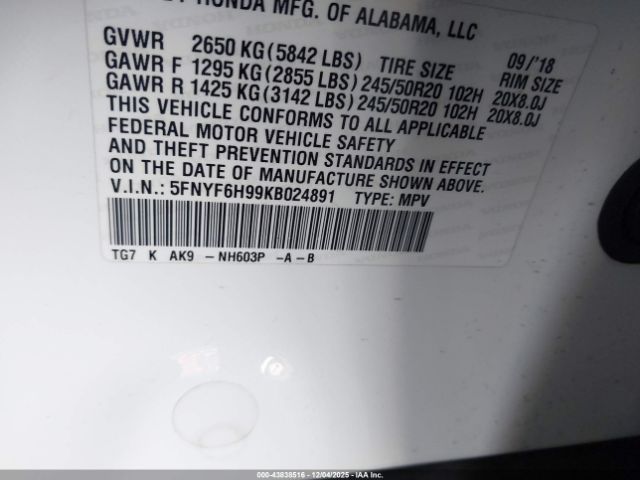 HONDA MFG. OF ALABAMA, LLC
09/'18
GVWR 2650 KG(5842 LBS) TIRE SIZE RIM SIZE
GAWR F 1295 KG(2855 LBS) 245/50R20 102H 20X8.0J
GAWR R 1425 KG(3142 LBS) 245/50R20 102H 20X8.0J
THIS VEHICLE CONFORMS TO ALL APPLICABLE
FEDERAL MOTOR VEHICLE SAFETY
AND THEFT PREVENTION STANDARDS IN EFFECT
ON THE DATE OF MANUFACTURE SHOWN ABOVE.
V.I.N.: 5FNYF6H99KB024891 TYPE: MPV
TG7 K AK9 -NH603P -A-B
000-43838516 - 12/04/2025 - IAAI.COM